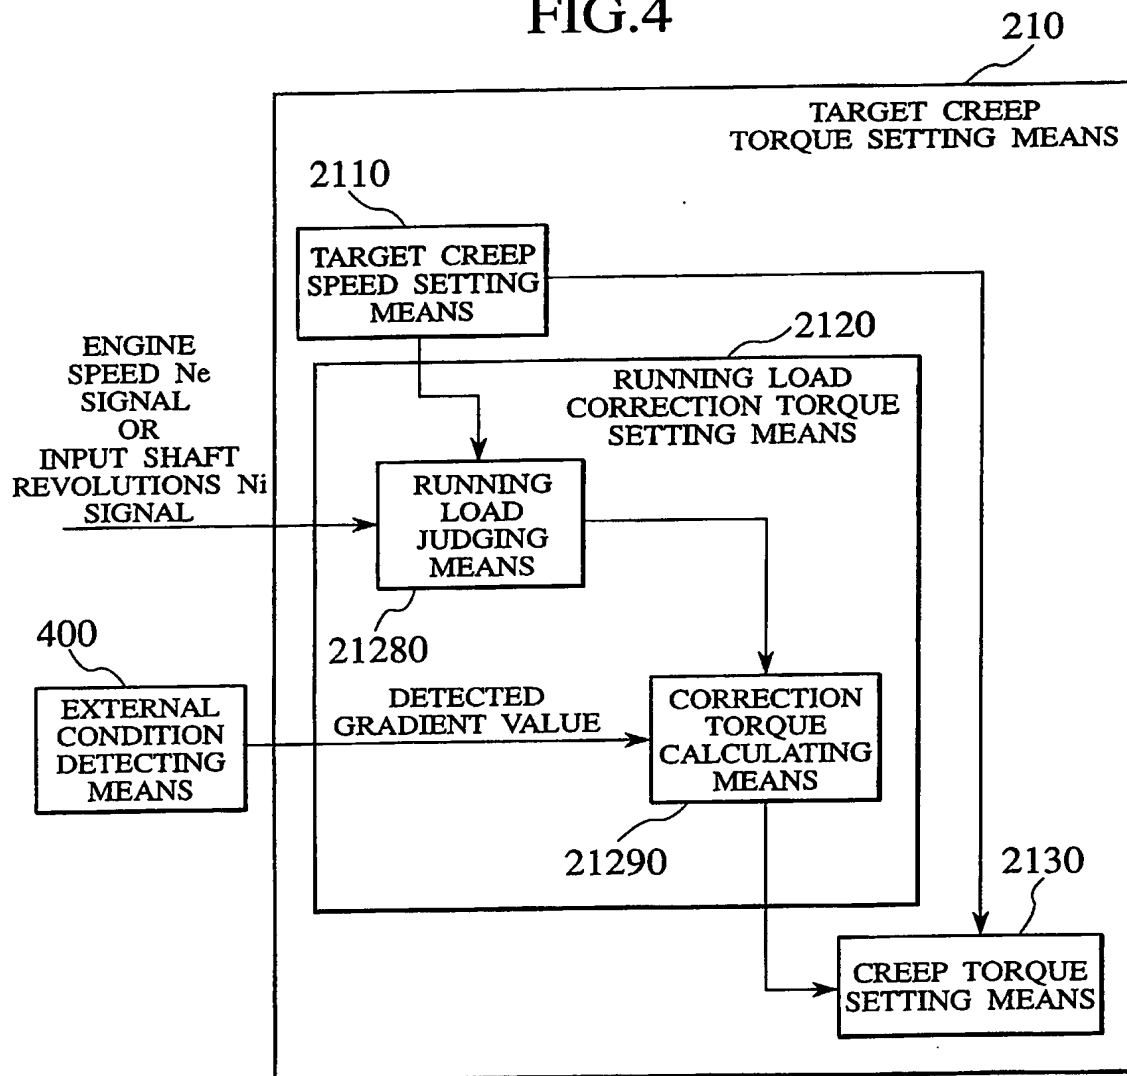 FIG.4
210
TARGET CREEP
TORQUE SETTING MEANS
2110
TARGET CREEP
SPEED SETTING
MEANS
2120
RUNNING LOAD
CORRECTION TORQUE
SETTING MEANS
ENGINE
SPEED Ne
SIGNAL
OR
INPUT SHAFT
REVOLUTIONS Ni
SIGNAL
RUNNING
LOAD
JUDGING
MEANS
21280
400
EXTERNAL
CONDITION
DETECTING
MEANS
DETECTED
GRADIENT VALUE
CORRECTION
TORQUE
CALCULATING
MEANS
21290
2130
CREEP TORQUE
SETTING MEANS